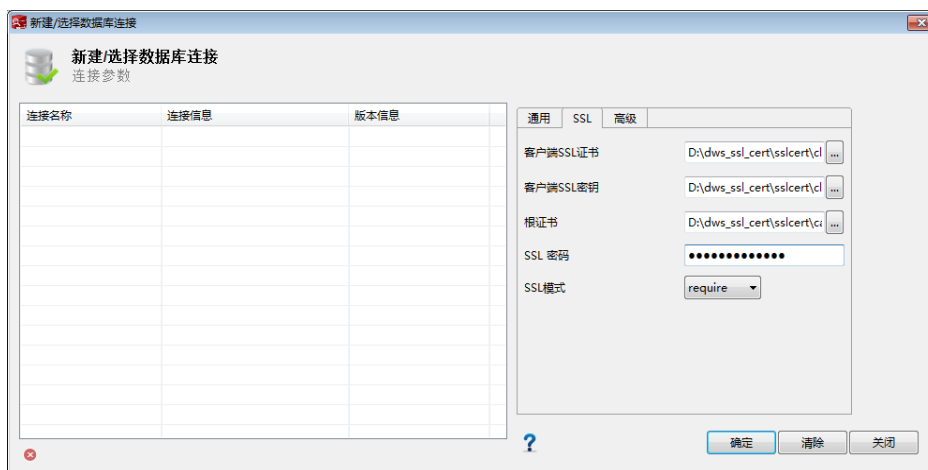 新建/选择数据库连接
新建/选择数据库连接
连接参数
连接名称 连接信息 版本信息
通用 SSL 高级
客户端SSL证书 D:\dws_ssl_cert\sslcert\cl ...
客户端SSL密钥 D:\dws_ssl_cert\sslcert\cl ...
根证书 D:\dws_ssl_cert\sslcert\ca ...
SSL 密码 ●●●●●●●●●●●●●
SSL模式 require
?
确定 清除 关闭